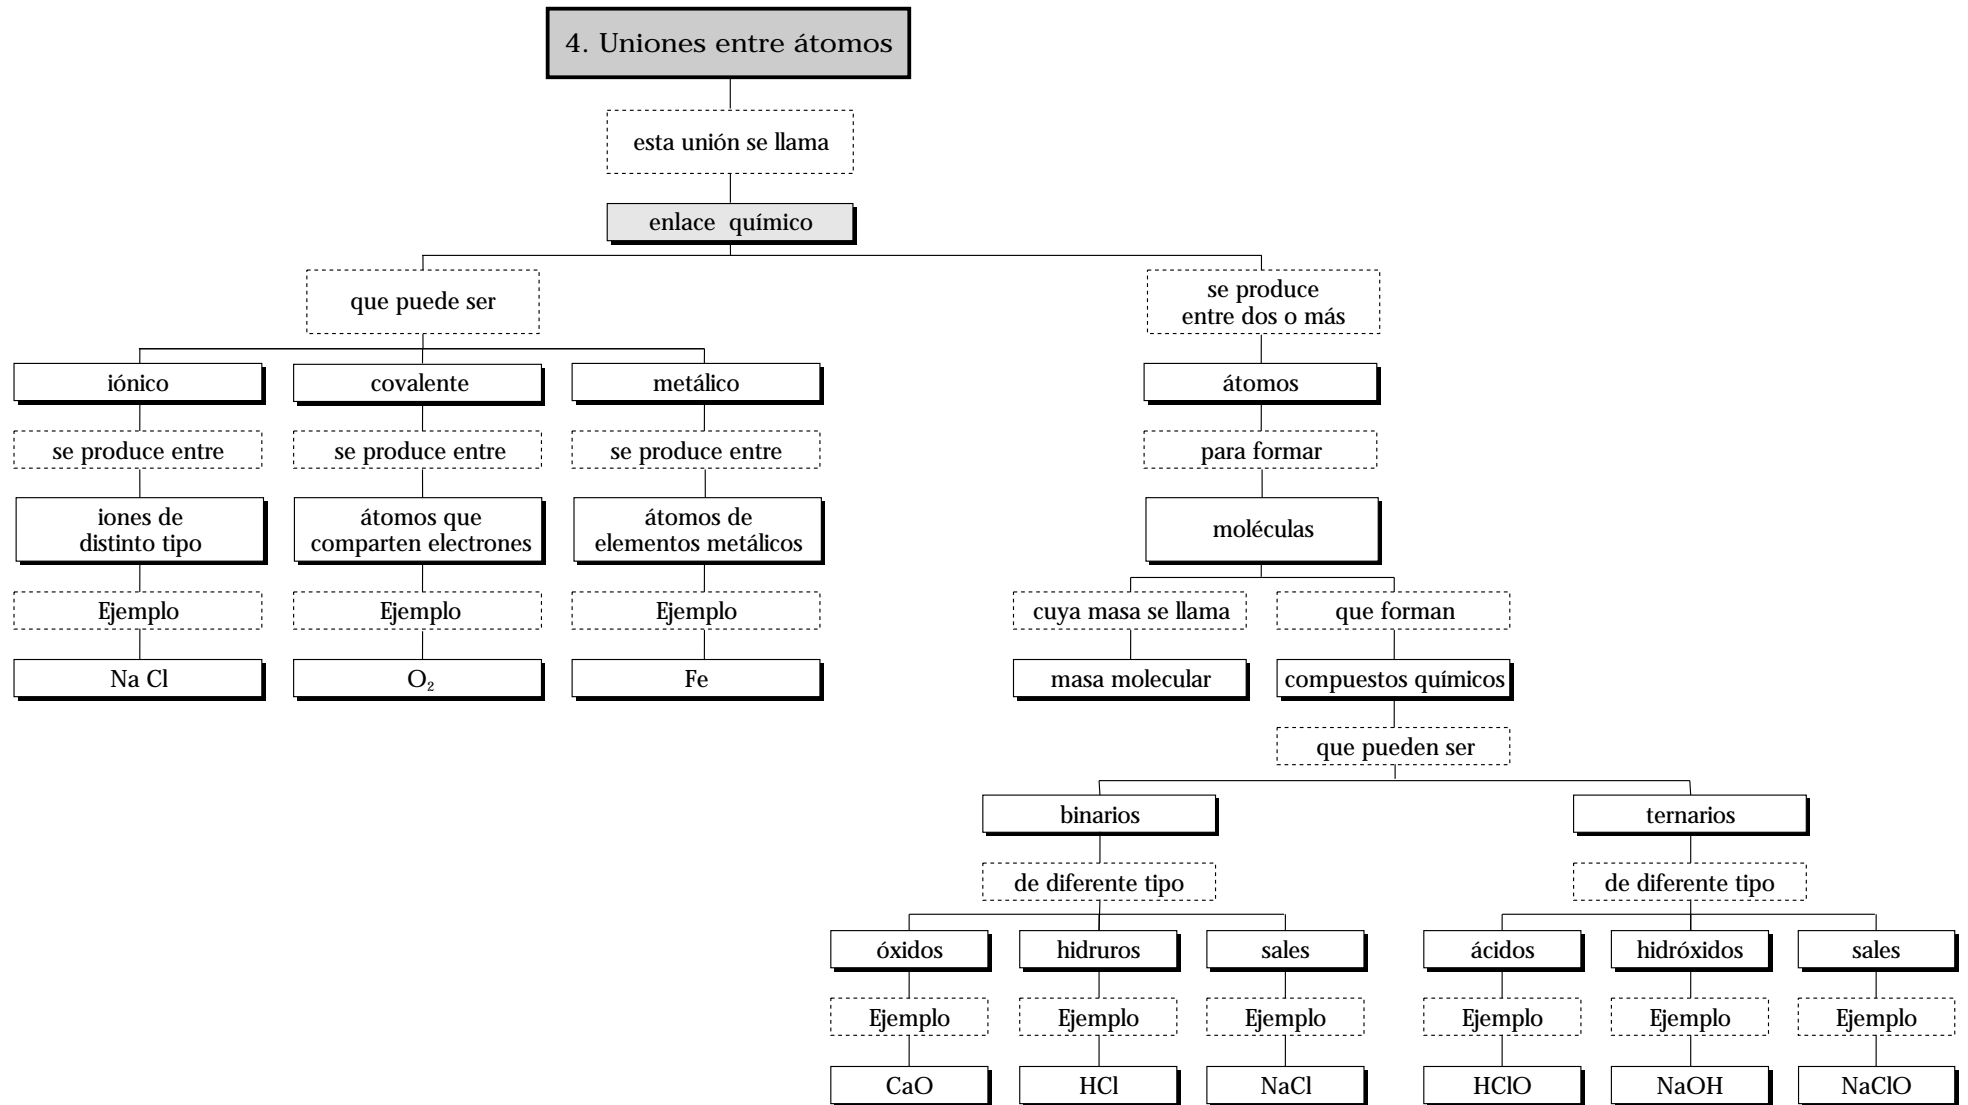 4. Uniones entre átomos
esta unión se llama
enlace químico
que puede ser
se produce
entre dos o más
iónico
covalente
metálico
átomos
se produce entre
se produce entre
se produce entre
para formar
iones de
distinto tipo
átomos que
comparten electrones
átomos de
elementos metálicos
moléculas
Ejemplo
Ejemplo
Ejemplo
cuya masa se llama
que forman
Na Cl
O₂
Fe
masa molecular
compuestos químicos
que pueden ser
binarios
ternarios
de diferente tipo
de diferente tipo
óxidos
hidruros
sales
ácidos
hidróxidos
sales
Ejemplo
Ejemplo
Ejemplo
Ejemplo
Ejemplo
Ejemplo
CaO
HCl
NaCl
HClO
NaOH
NaClO